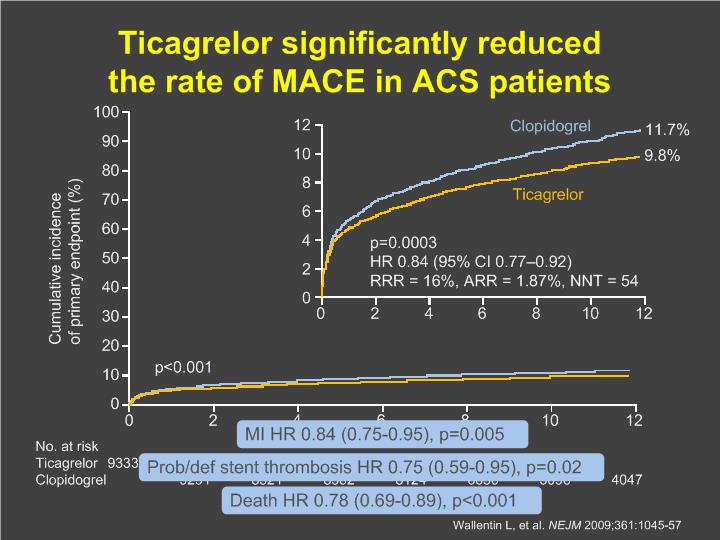 Ticagrelor significantly reduced
the rate of MACE in ACS patients
Cumulative incidence
of primary endpoint (%)
100
90
80
70
60
50
40
30
20
10
0
p<0.001
0 2 4 6 8 10 12
12
10
8
6
4
2
0
Clopidogrel
11.7%
9.8%
Ticagrelor
p=0.0003
HR 0.84 (95% CI 0.77–0.92)
RRR = 16%, ARR = 1.87%, NNT = 54
0 2 4 6 8 10 12
MI HR 0.84 (0.75-0.95), p=0.005
No. at risk
Ticagrelor 9333
Prob/def stent thrombosis HR 0.75 (0.59-0.95), p=0.02
Clopidogrel 4047
Death HR 0.78 (0.69-0.89), p<0.001
Wallentin L, et al. NEJM 2009;361:1045-57